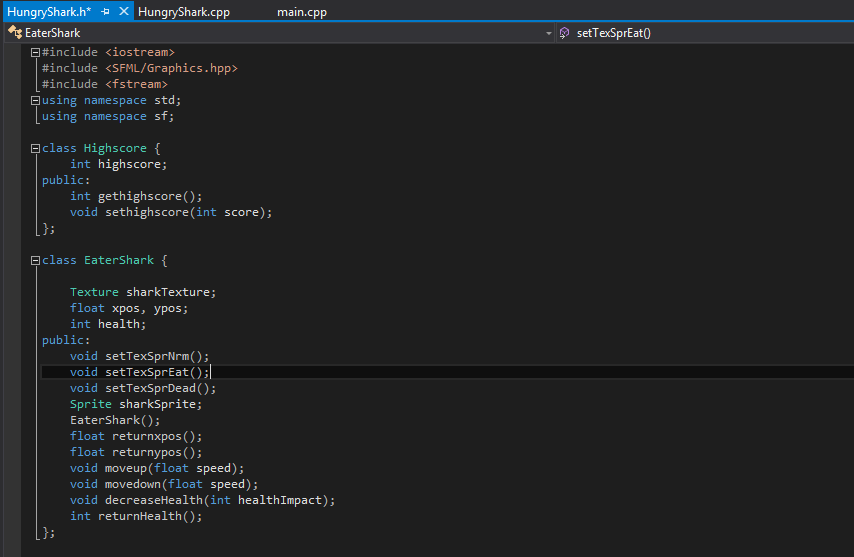 HungryShark.h* HungryShark.cpp main.cpp
EaterShark setTexSprEat()
#include <iostream>
#include <SFML/Graphics.hpp>
#include <fstream>
using namespace std;
using namespace sf;
class Highscore {
int highscore;
public:
int gethighscore();
void sethighscore(int score);
};
class EaterShark {
Texture sharkTexture;
float xpos, ypos;
int health;
public:
void setTexSprNrm();
void setTexSprEat();
void setTexSprDead();
Sprite sharkSprite;
EaterShark();
float returnxpos();
float returnypos();
void moveup(float speed);
void movedown(float speed);
void decreaseHealth(int healthImpact);
int returnHealth();
};